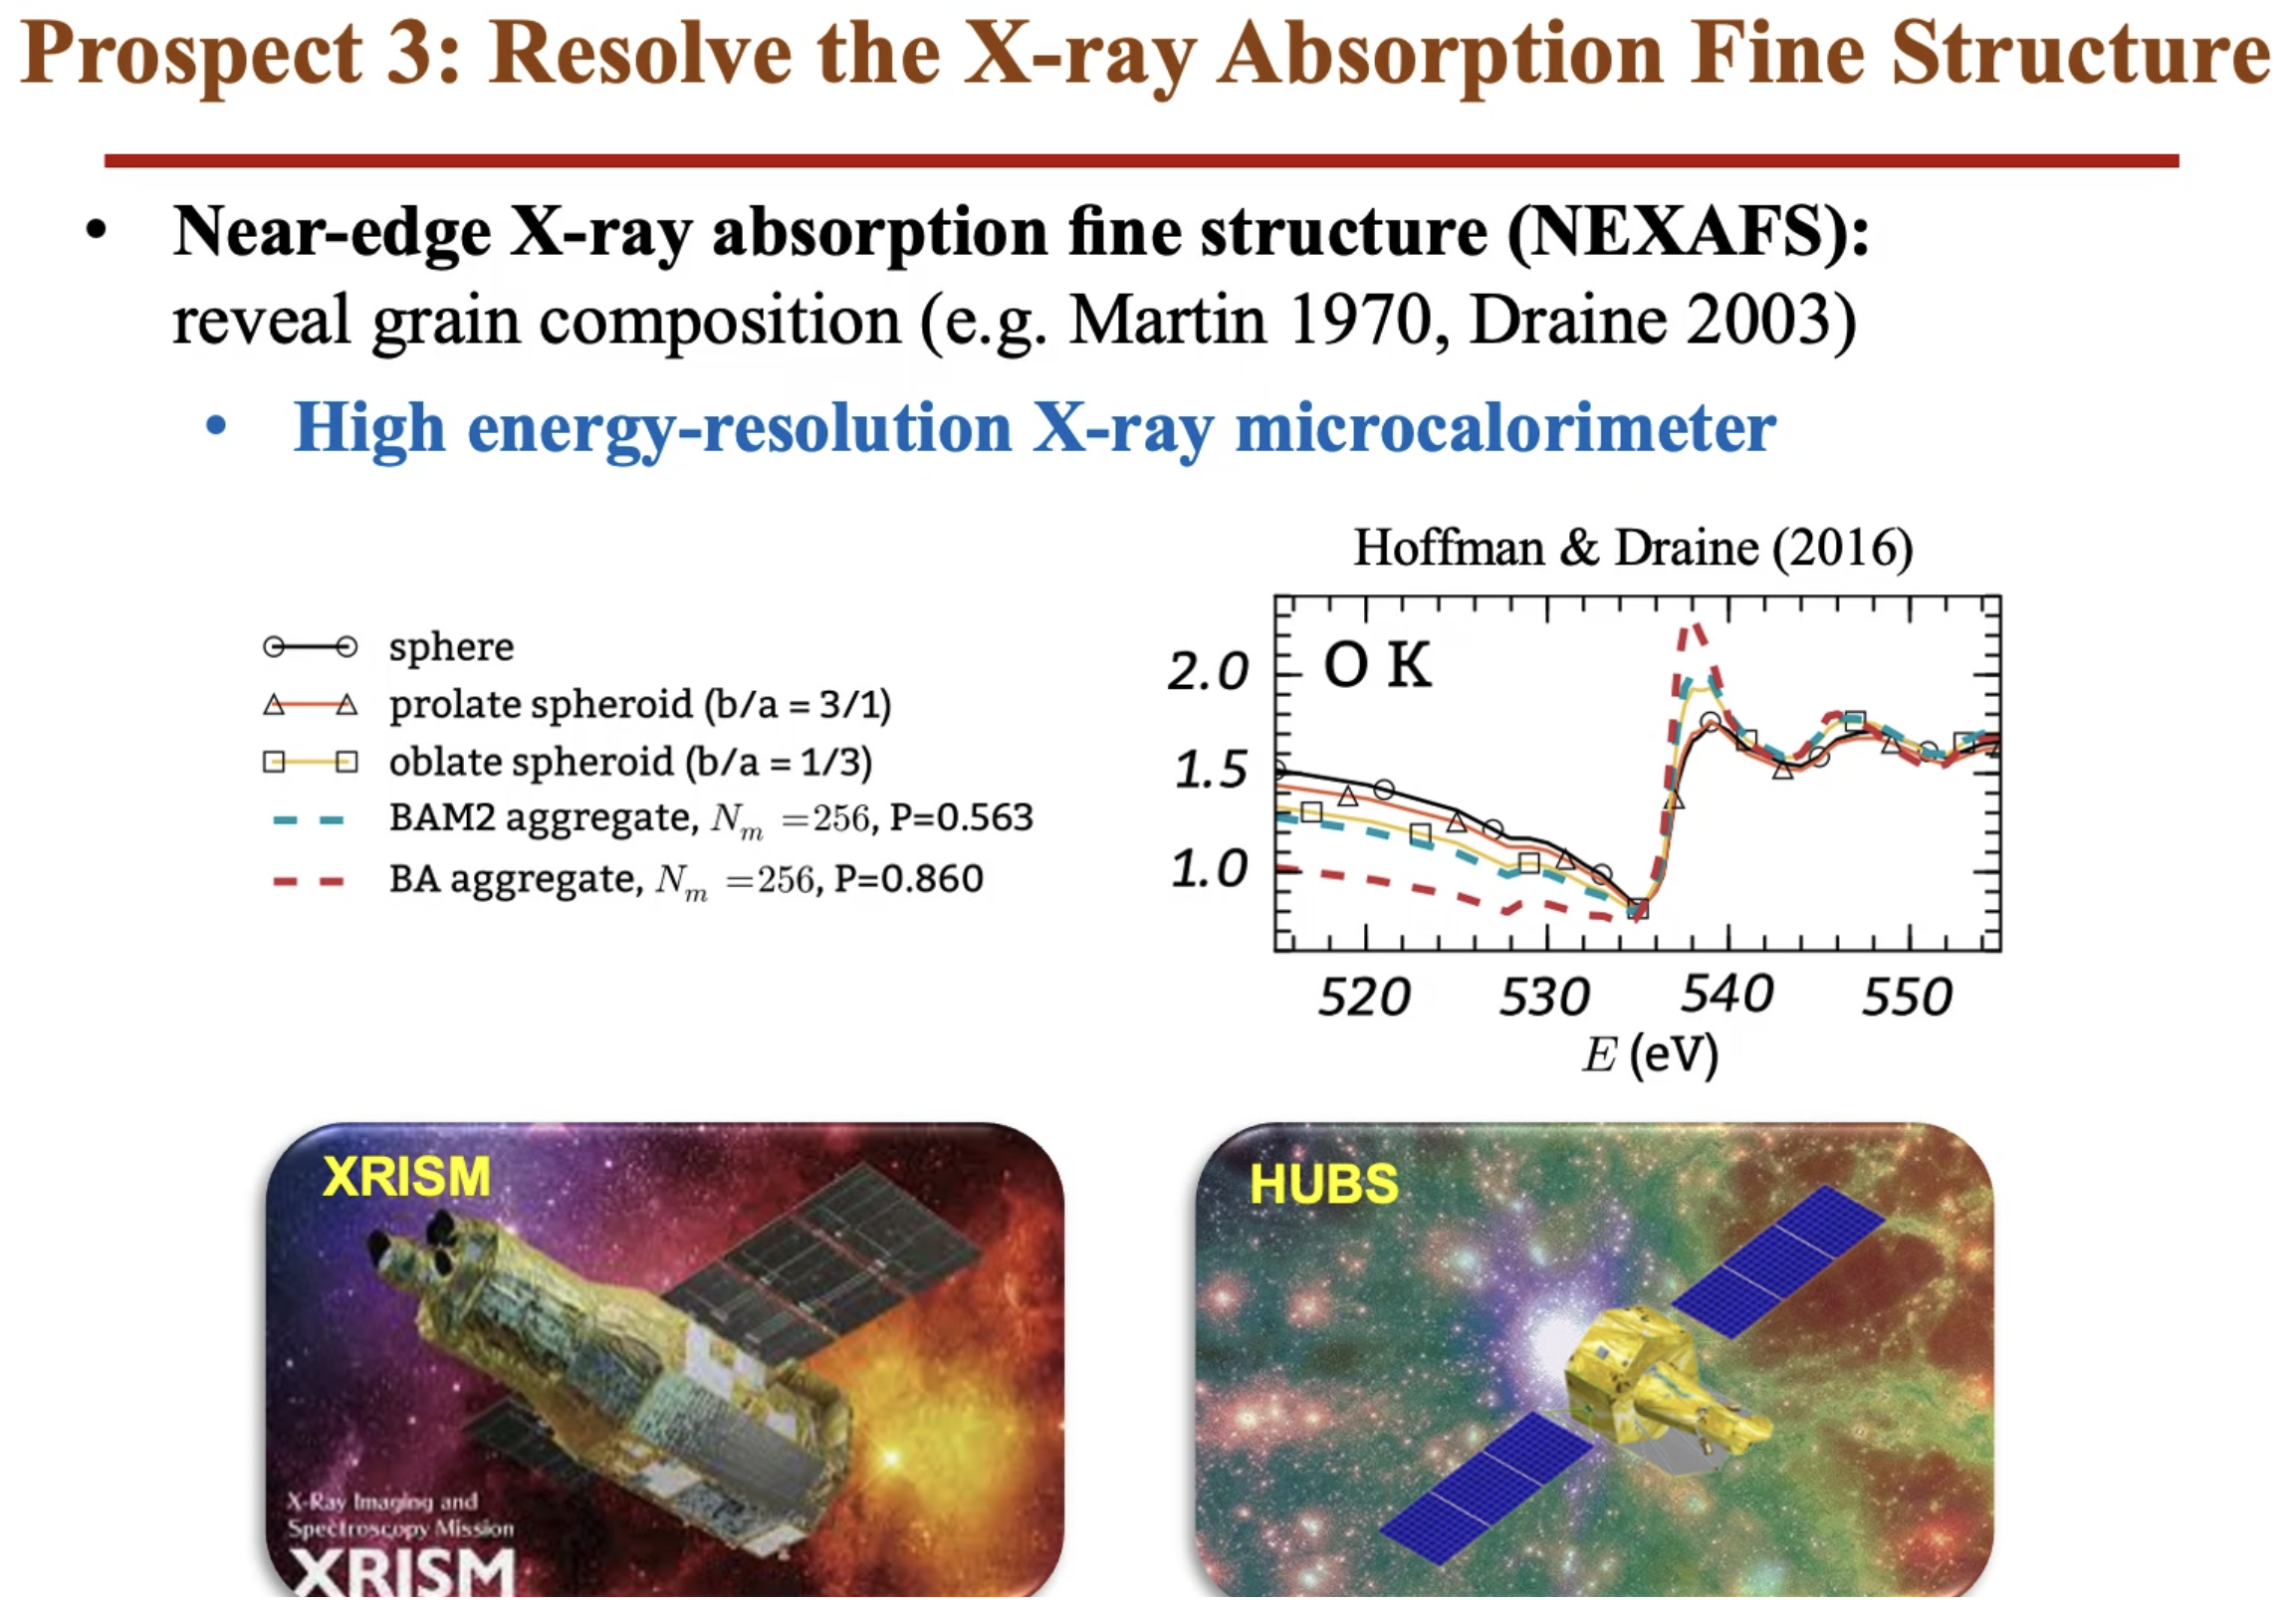 Prospect 3: Resolve the X-ray Absorption Fine Structure
• Near-edge X-ray absorption fine structure (NEXAFS):
reveal grain composition (e.g. Martin 1970, Draine 2003)
• High energy-resolution X-ray microcalorimeter
sphere
prolate spheroid (b/a = 3/1)
oblate spheroid (b/a = 1/3)
BAM2 aggregate, Nₘ =256, P=0.563
BA aggregate, Nₘ =256, P=0.860
Hoffman & Draine (2016)
O K
2.0
1.5
1.0
520 530 540 550
E (eV)
XRISM
X-Ray Imaging and
Spectroscopy Mission
XRISM
HUBS